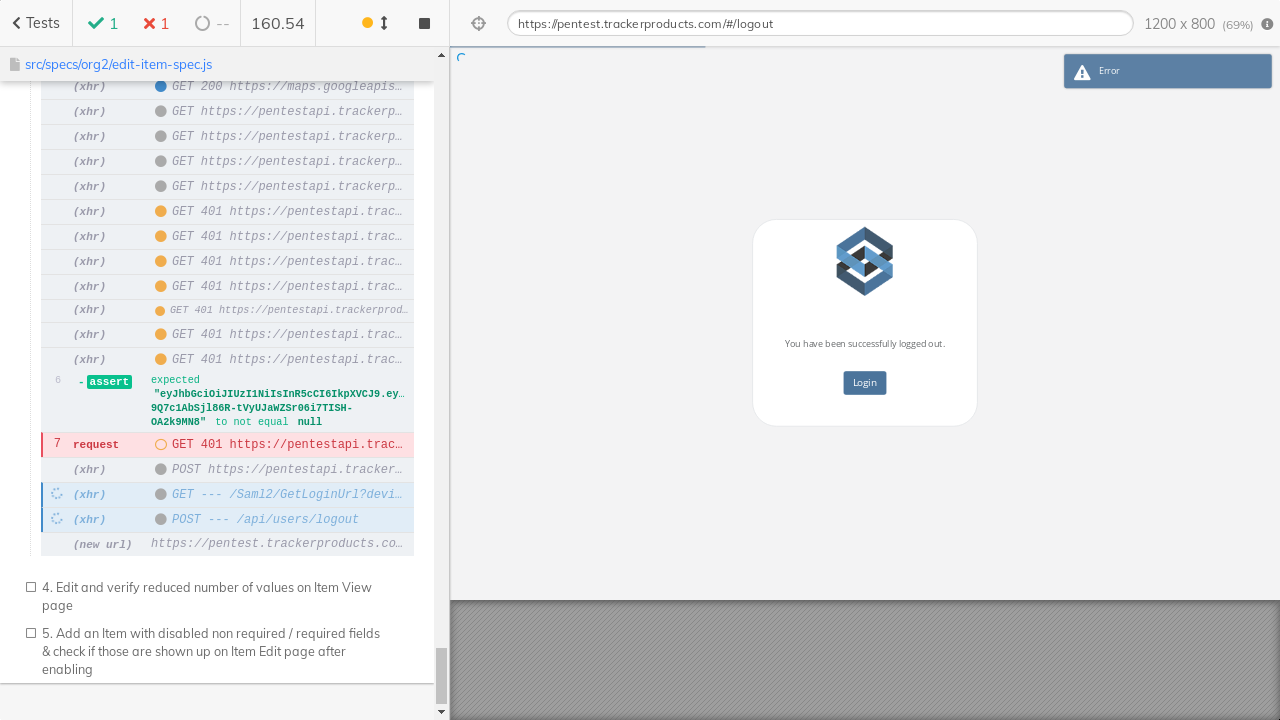 Tests
1
1
--
160.54
src/specs/org2/edit-item-spec.js
(xhr) GET 200 https://maps.googleapis…
(xhr) GET https://pentestapi.trackerp…
(xhr) GET https://pentestapi.trackerp…
(xhr) GET https://pentestapi.trackerp…
(xhr) GET https://pentestapi.trackerp…
(xhr) GET 401 https://pentestapi.trac…
(xhr) GET 401 https://pentestapi.trac…
(xhr) GET 401 https://pentestapi.trac…
(xhr) GET 401 https://pentestapi.trac…
(xhr) GET 401 https://pentestapi.trackerprod…
(xhr) GET 401 https://pentestapi.trac…
(xhr) GET 401 https://pentestapi.trac…
6 -assert expected
"eyJhbGciOiJIUzI1NiIsInR5cCI6IkpXVCJ9.ey…
9Q7c1AbSjl86R-tVyUJaWZSr06i7TISH-
OA2k9MN8" to not equal null
7 request GET 401 https://pentestapi.trac…
(xhr) POST https://pentestapi.tracker…
(xhr) GET --- /Saml2/GetLoginUrl?devi…
(xhr) POST --- /api/users/logout
(new url) https://pentest.trackerproducts.co…
4. Edit and verify reduced number of values on Item View
page
5. Add an Item with disabled non required / required fields
& check if those are shown up on Item Edit page after
enabling
https://pentest.trackerproducts.com/#/logout
1200 x 800 (69%)
Error
You have been successfully logged out.
Login